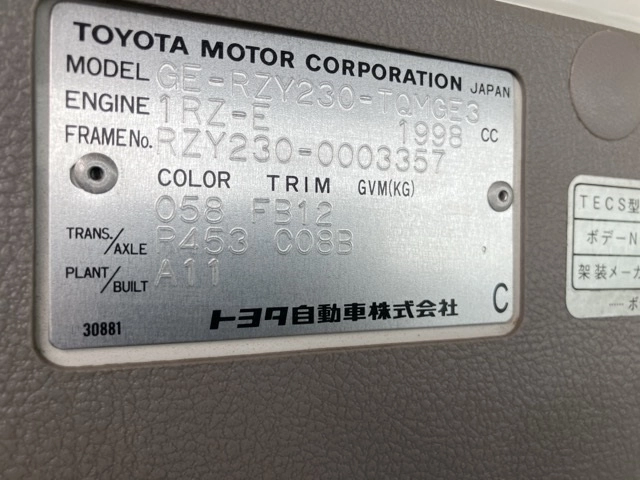 TOYOTA MOTOR CORPORATION JAPAN
MODEL GE-RZY230-TQMGE3
ENGINE 1RZ-E 1998 CC
FRAME No. RZY230-0003357
COLOR TRIM GVM(KG)
058 FB12
TRANS./AXLE R453 C08B
PLANT/BUILT A11
トヨタ自動車株式会社
30881 C
TECS型
ボデーN
架装メーカ